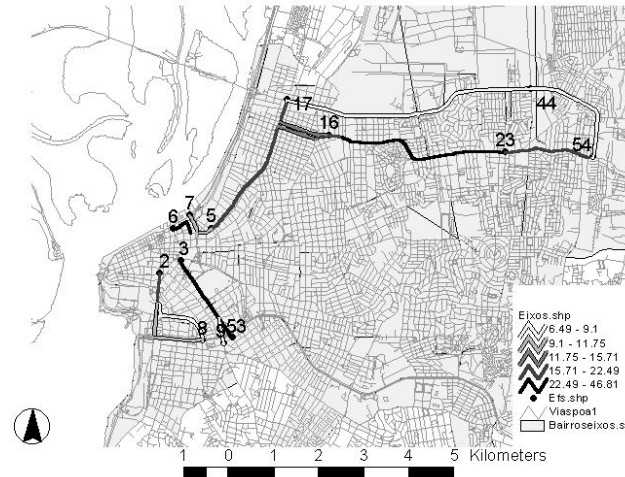 17
44
16
23
54
7
6
5
3
2
8
9
53
Eixos.shp
6.49 - 9.1
9.1 - 11.75
11.75 - 15.71
15.71 - 22.49
22.49 - 46.81
Efs.shp
Viaspoa1
Bairroseixos.s
1 0 1 2 3 4 5 Kilometers